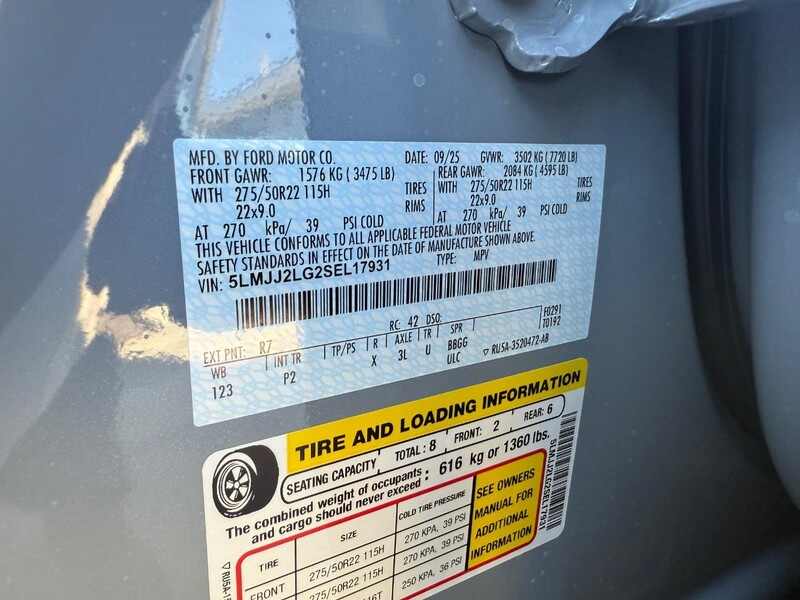 MFD. BY FORD MOTOR CO. DATE: 09/25 GVWR: 3502 KG (7720 LB)
FRONT GAWR: 1576 KG (3475 LB) REAR GAWR: 2084 KG (4595 LB)
WITH 275/50R22 115H TIRES WITH 275/50R22 115H TIRES
22x9.0 RIMS 22x9.0 RIMS
AT 270 kPa/ 39 PSI COLD AT 270 kPa/ 39 PSI COLD
THIS VEHICLE CONFORMS TO ALL APPLICABLE FEDERAL MOTOR VEHICLE
SAFETY STANDARDS IN EFFECT ON THE DATE OF MANUFACTURE SHOWN ABOVE.
VIN: 5LMJJ2LG2SEL17931 TYPE: MPV
F0291
EXT PNT: R7 RC: 42 DSO: T0192
WB INT TR TP/PS R AXLE TR SPR
123 P2 X 3L U BBGG
ULC ▽ RU5A-3520472-AB
TIRE AND LOADING INFORMATION
SEATING CAPACITY TOTAL: 8 FRONT: 2 REAR: 6
The combined weight of occupants
and cargo should never exceed : 616 kg or 1360 lbs.
TIRE SIZE COLD TIRE PRESSURE
FRONT 275/50R22 115H 270 KPA, 39 PSI
275/50R22 115H 270 KPA, 39 PSI
250 KPA, 36 PSI
SEE OWNERS
MANUAL FOR
ADDITIONAL
INFORMATION
5LMJJ2LG2SEL17931